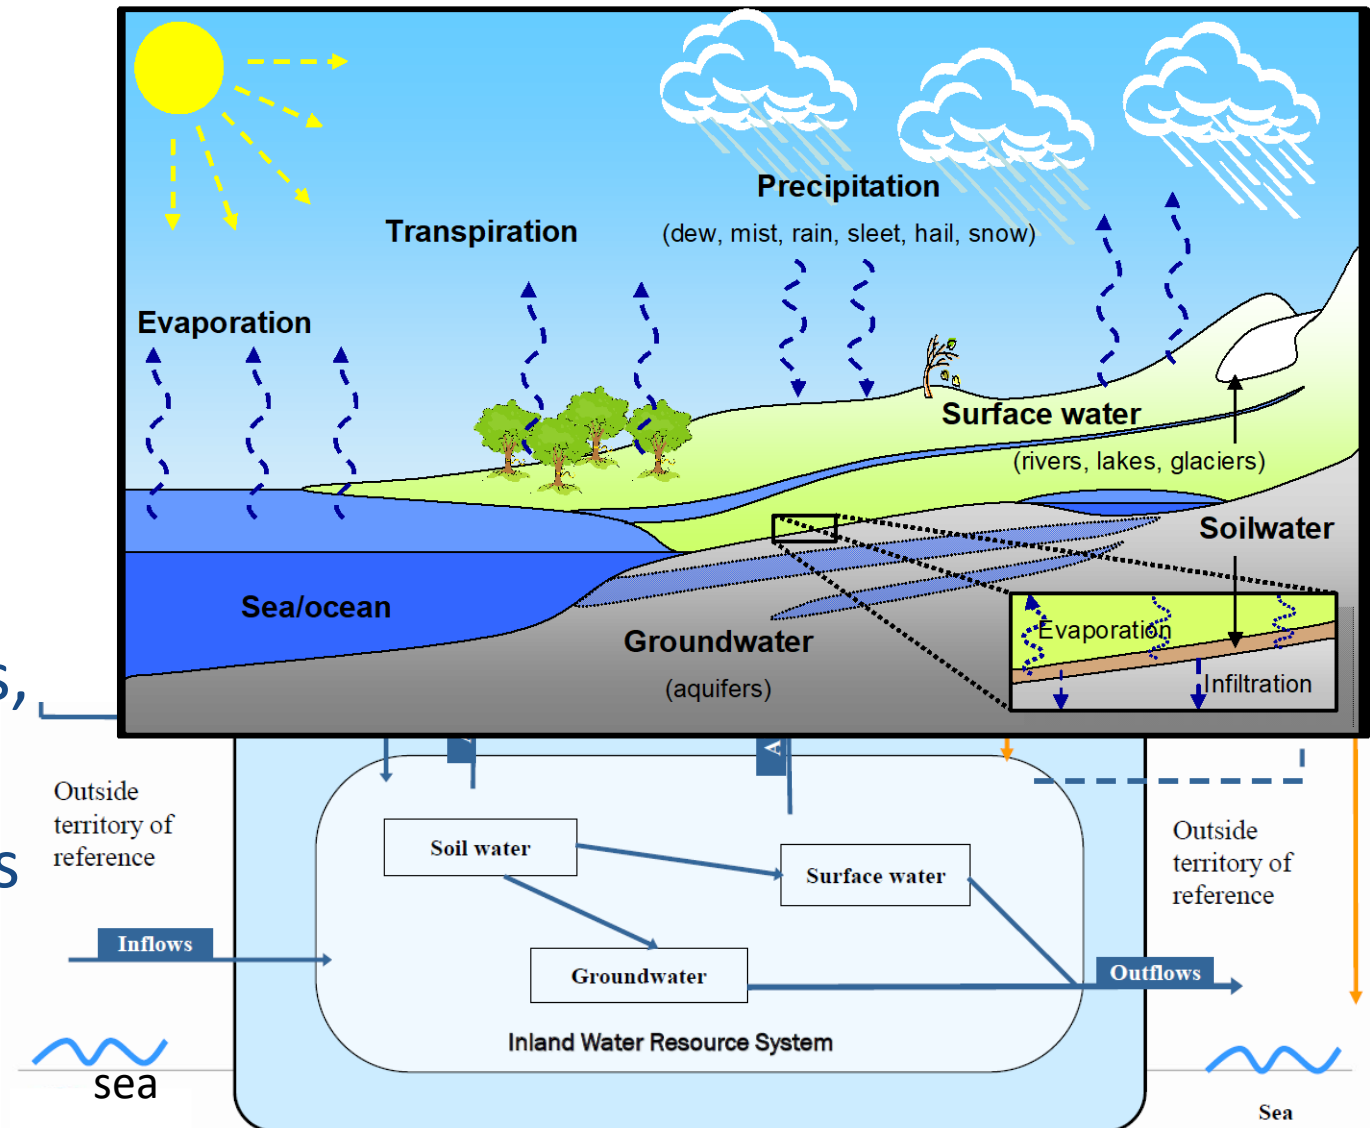 Precipitation
(dew, mist, rain, sleet, hail, snow)
Transpiration
Evaporation
Surface water
(rivers, lakes, glaciers)
Soilwater
Sea/ocean
Groundwater
(aquifers)
Evaporation
Infiltration
s,
A
Outside
territory of
reference
s
Soil water
Surface water
Outside
territory of
reference
Inflows
Groundwater
Outflows
Inland Water Resource System
sea
Sea